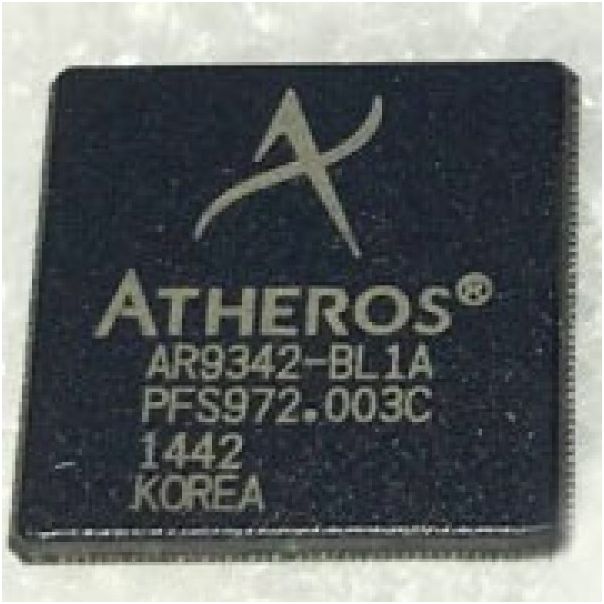 ATHEROS®
AR9342-BL1A
PFS972.003C
1442
KOREA